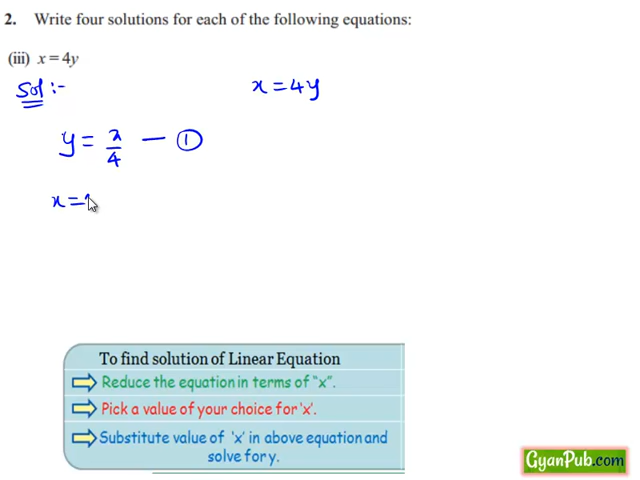 2. Write four solutions for each of the following equations:
(iii) x = 4y
Sol :-
x = 4y
y = x/4 — ①
x =
To find solution of Linear Equation
Reduce the equation in terms of “x”.
Pick a value of your choice for ‘x’.
Substitute value of ‘x’ in above equation and
solve for y.
GyanPub.com